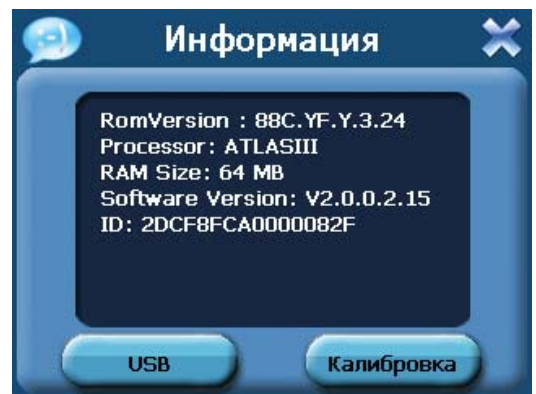 Информация
RomVersion : 88C.YF.Y.3.24
Processor: ATLASIII
RAM Size: 64 MB
Software Version: V2.0.0.2.15
ID: 2DCF8FCA0000082F
USB
Калибровка